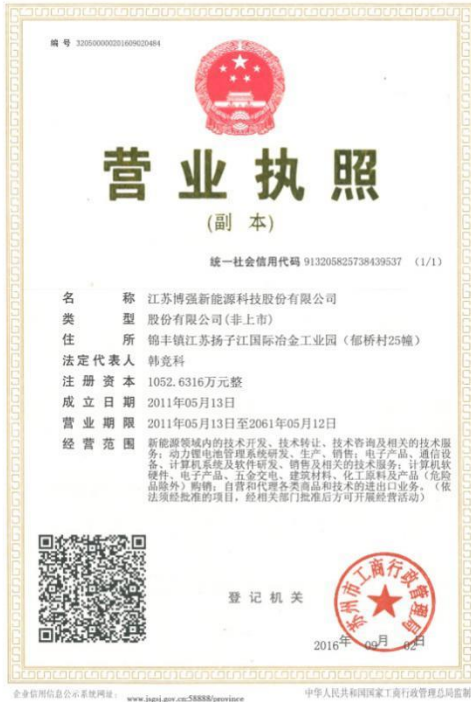 编 号 320500000201609020484
营业执照
(副 本)
统一社会信用代码 913205825738439537 (1/1)
名 称 江苏博强新能源科技股份有限公司
类 型 股份有限公司(非上市)
住 所 锦丰镇江苏扬子江国际冶金工业园（郁桥村25幢）
法定代表人 韩竞科
注册资本 1052.6316万元整
成立日期 2011年05月13日
营业期限 2011年05月13日至2061年05月12日
经营范围 新能源领域内的技术开发、技术转让、技术咨询及相关的技术服
务；动力锂电池管理系统研发、生产、销售；电子产品、通信设
备、计算机系统及软件研发、销售及相关的技术服务；计算机软
硬件、电子产品、五金交电、建筑材料、化工原料及产品（危险
品除外）购销；自营和代理各类商品和技术的进出口业务。（依
法须经批准的项目，经相关部门批准后方可开展经营活动）
登记机关
苏州市工商行政管理局
2016年 09月 02日
企业信用信息公示系统网址： www.jsgsj.gov.cn:58888/province
中华人民共和国国家工商行政管理总局监制